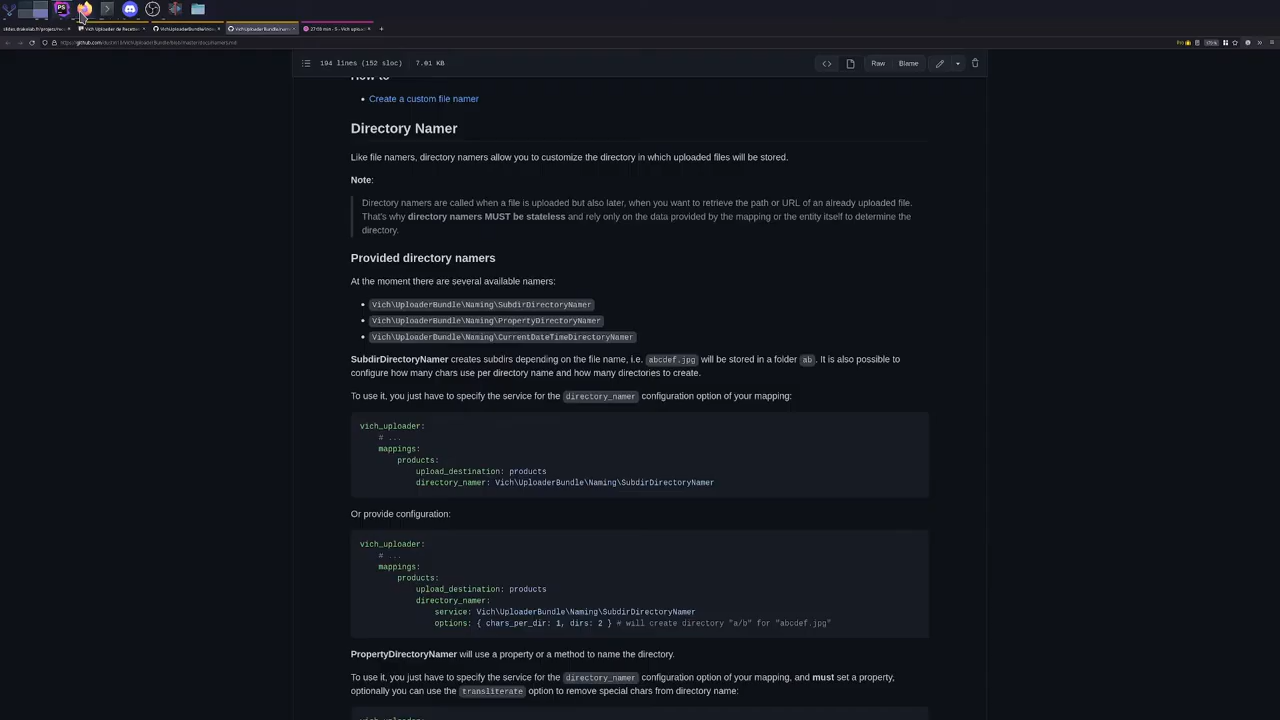 Vich Uploader de Recettes
VichUploaderBundle/
VichUploaderBundle/name
194 lines (152 sloc) 7.01 KB
Raw
Blame
How to
Create a custom file namer
Directory Namer
Like file namers, directory namers allow you to customize the directory in which uploaded files will be stored.
Note:
Directory namers are called when a file is uploaded but also later, when you want to retrieve the path or URL of an already uploaded file.
That's why directory namers MUST be stateless and rely only on the data provided by the mapping or the entity itself to determine the
directory.
Provided directory namers
At the moment there are several available namers:
Vich\UploaderBundle\Naming\SubdirDirectoryNamer
Vich\UploaderBundle\Naming\PropertyDirectoryNamer
Vich\UploaderBundle\Naming\CurrentDateTimeDirectoryNamer
SubdirDirectoryNamer creates subdirs depending on the file name, i.e. abcdef.jpg will be stored in a folder ab. It is also possible to
configure how many chars use per directory name and how many directories to create.
To use it, you just have to specify the service for the directory_namer configuration option of your mapping:
vich_uploader:
# ...
mappings:
products:
upload_destination: products
directory_namer: Vich\UploaderBundle\Naming\SubdirDirectoryNamer
Or provide configuration:
vich_uploader:
# ...
mappings:
products:
upload_destination: products
directory_namer:
service: Vich\UploaderBundle\Naming\SubdirDirectoryNamer
options: { chars_per_dir: 1, dirs: 2 } # will create directory "a/b" for "abcdef.jpg"
PropertyDirectoryNamer will use a property or a method to name the directory.
To use it, you just have to specify the service for the directory_namer configuration option of your mapping, and must set a property,
optionally you can use the transliterate option to remove special chars from directory name: